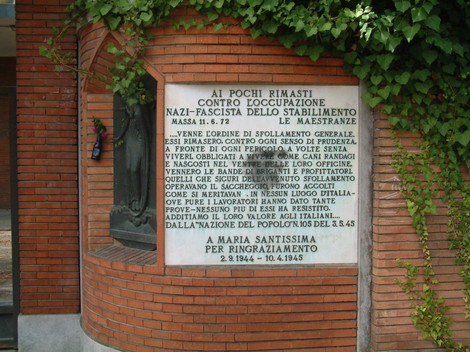 AI POCHI RIMASTI
CONTRO L'OCCUPAZIONE
NAZI-FASCISTA DELLO STABILIMENTO
MASSA 11.6.72 LE MAESTRANZE
....VENNE L'ORDINE DI SFOLLAMENTO GENERALE.
ESSI RIMASERO. CONTRO OGNI SENSO DI PRUDENZA.
A FRONTE DI OGNI PERICOLO. A VOLTE SENZA
VIVERI. OBBLIGATI A VIVERE COME CANI RANDAGI
E NASCOSTI NEL VENTRE DELLE LORO OFFICINE.
VENNERO LE BANDE DI BRIGANTI E PROFITTATORI
QUELLI CHE SICURI DELL'AVVENUTO SFOLLAMENTO
OPERAVANO IL SACCHEGGIO. FURONO ACCOLTI
COME SI MERITAVAN. IN NESSUN LUOGO D'ITALIA
OVE PURE I LAVORATORI HANNO DATO TANTE
PROVE-NESSUNO PIU DI ESSI HA RESISTITO.
ADDITIAMO IL LORO VALORE AGLI ITALIANI....
DALLA"NAZIONE DEL POPOLO"N.105 DEL 3.5.45
A MARIA SANTISSIMA
PER RINGRAZIAMENTO
2.9.1944 - 10.4.1945